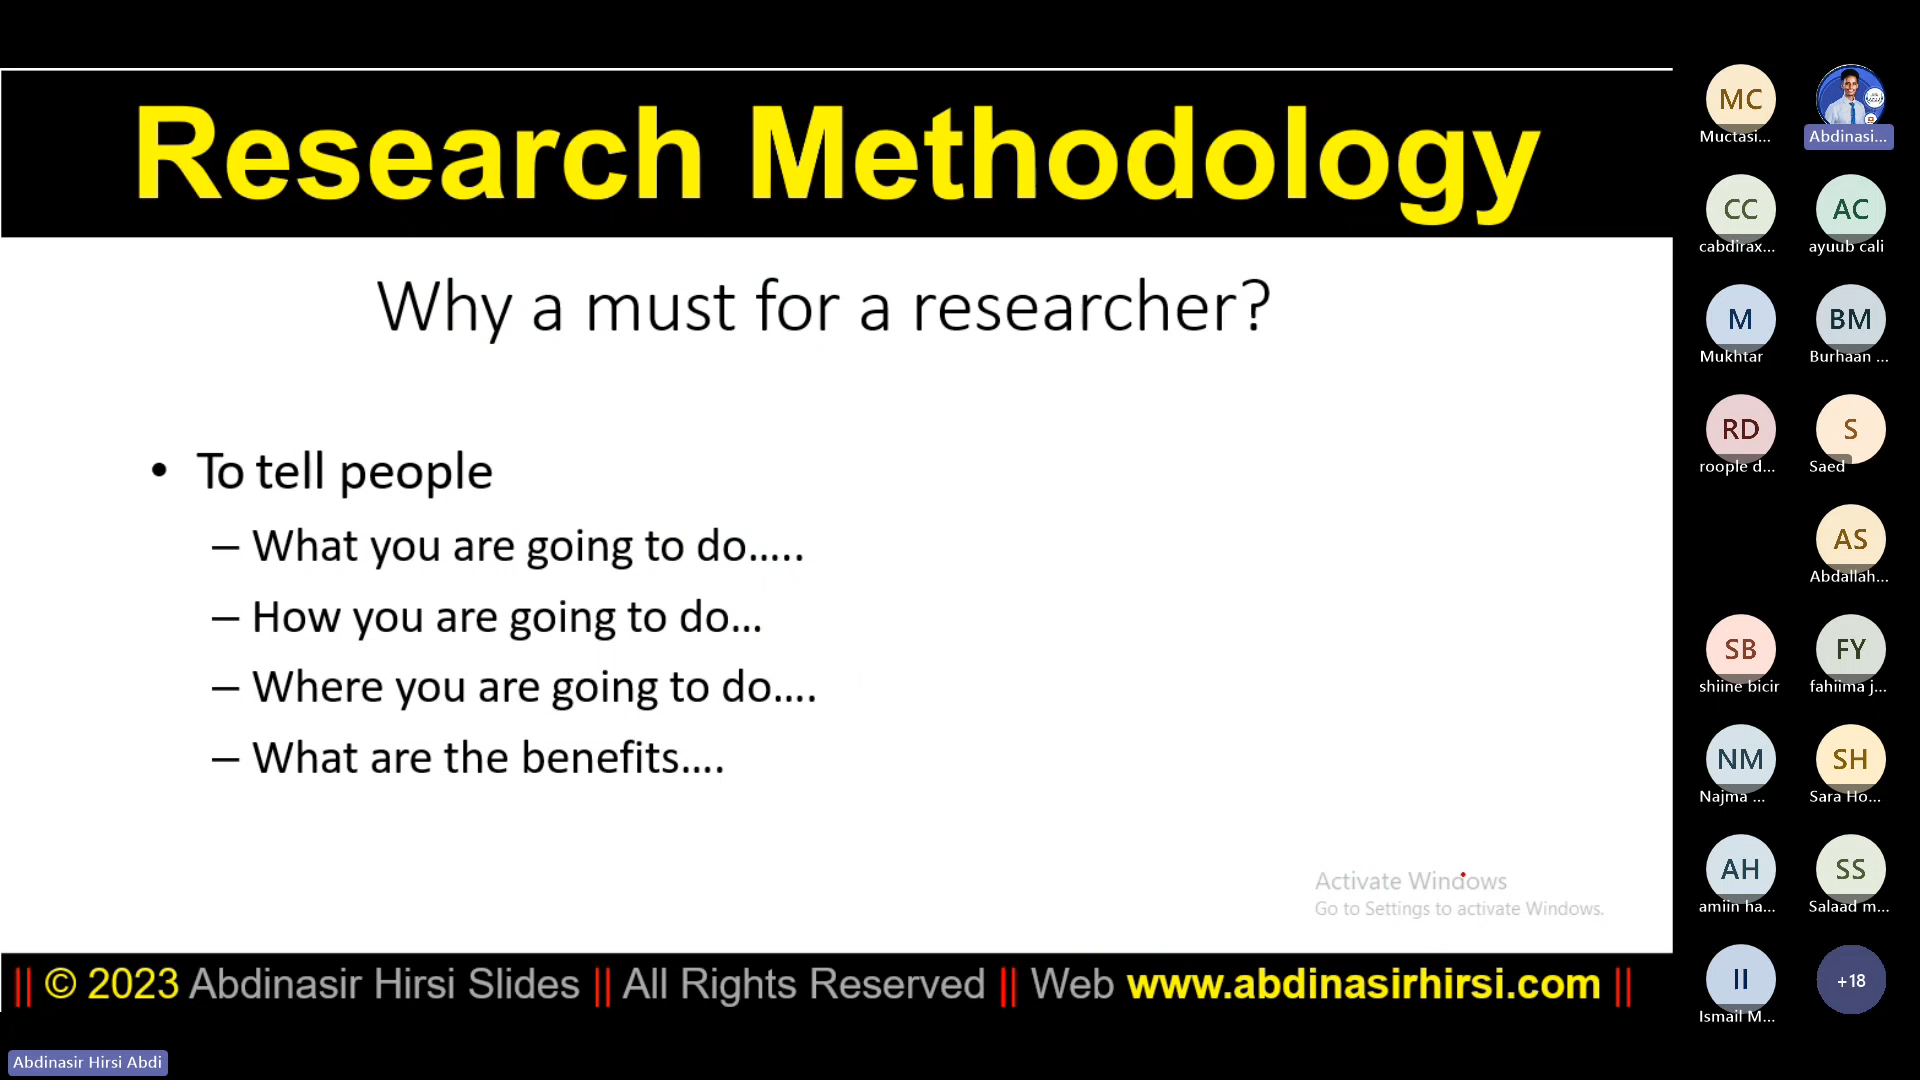 Research Methodology
Why a must for a researcher?
• To tell people
– What you are going to do.....
– How you are going to do...
– Where you are going to do....
– What are the benefits....
Activate Windows
Go to Settings to activate Windows.
|| © 2023 Abdinasir Hirsi Slides || All Rights Reserved || Web www.abdinasirhirsi.com ||
Abdinasir Hirsi Abdi
MC
Muctasi...
Abdinasi...
CC
cabdirax...
AC
ayuub cali
M
Mukhtar
BM
Burhaan ...
RD
roople d...
S
Saed
AS
Abdallah...
SB
shiine bicir
FY
fahiima j...
NM
Najma ...
SH
Sara Ho...
AH
amiin ha...
SS
Salaad m...
II
Ismail M...
+18